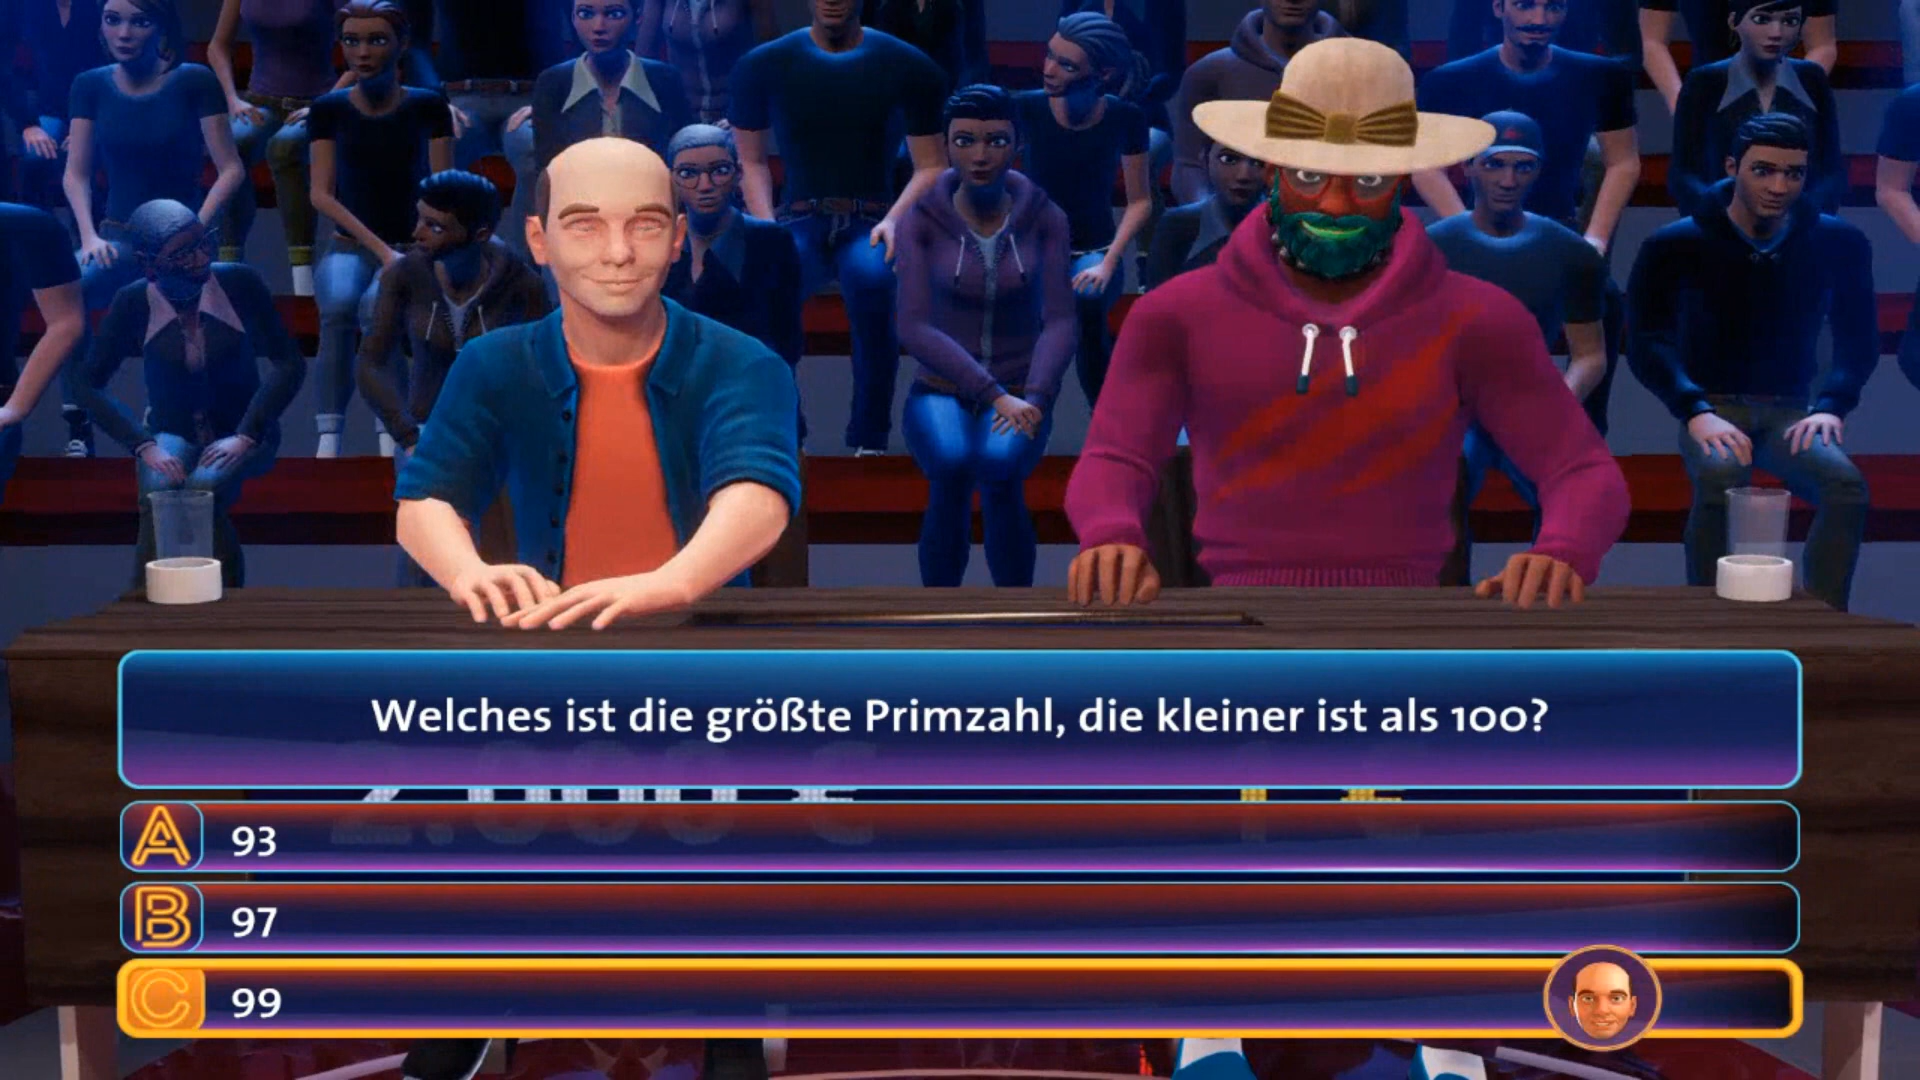 Welches ist die größte Primzahl, die kleiner ist als 100?
A 93
B 97
C 99